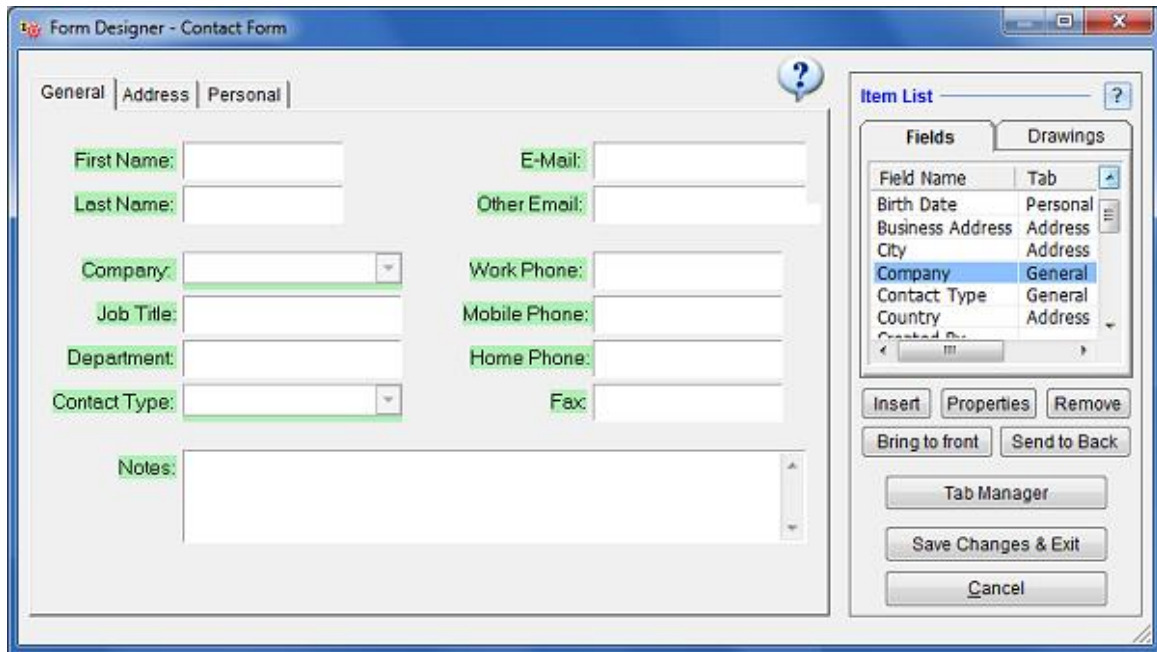 Form Designer - Contact Form
General Address Personal
?
First Name:
Last Name:
Company:
Job Title:
Department:
Contact Type:
E-Mail:
Other Email:
Work Phone:
Mobile Phone:
Home Phone:
Fax:
Notes:
Item List ?
Fields Drawings
Field Name Tab
Birth Date Personal
Business Address Address
City Address
Company General
Contact Type General
Country Address
Insert Properties Remove
Bring to front Send to Back
Tab Manager
Save Changes & Exit
Cancel